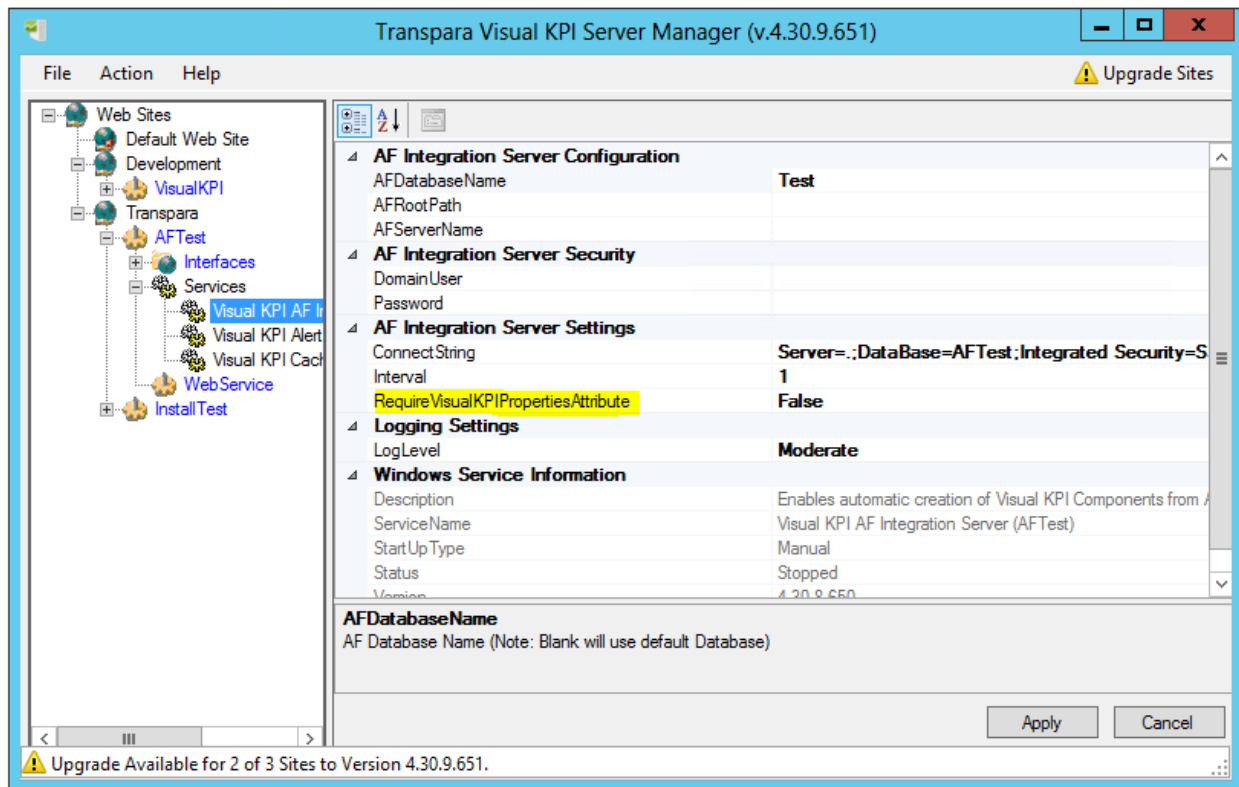 Transpara Visual KPI Server Manager (v.4.30.9.651)
File Action Help Upgrade Sites
Web Sites
Default Web Site
Development
VisualKPI
Transpara
AFTest
Interfaces
Services
Visual KPI AF I
Visual KPI Alert
Visual KPI Cach
WebService
InstallTest
AF Integration Server Configuration
AFDatabaseName Test
AFRootPath
AFServerName
AF Integration Server Security
DomainUser
Password
AF Integration Server Settings
ConnectString Server=.;DataBase=AFTest;Integrated Security=S
Interval 1
RequireVisualKPIPropertiesAttribute False
Logging Settings
LogLevel Moderate
Windows Service Information
Description Enables automatic creation of Visual KPI Components from A
ServiceName Visual KPI AF Integration Server (AFTest)
StartUpType Manual
Status Stopped
Version 4.30.8.650
AFDatabaseName
AF Database Name (Note: Blank will use default Database)
Apply Cancel
Upgrade Available for 2 of 3 Sites to Version 4.30.9.651.